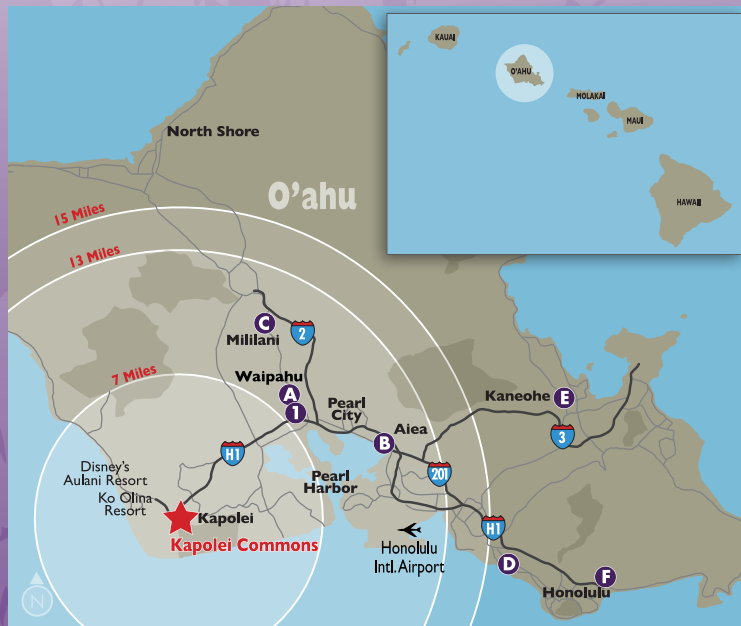 KAUAI
O'AHU
MOLAKAI
MAUI
HAWAII
North Shore
O'ahu
15 Miles
13 Miles
7 Miles
C
Mililani
2
Waipahu
A
1
Pearl
City
B
Aiea
Kaneohe
E
3
H1
201
Pearl
Harbor
Disney's
Aulani Resort
Ko Olina
Resort
Kapolei
Kapolei Commons
Honolulu
Intl. Airport
H1
D
F
Honolulu
N